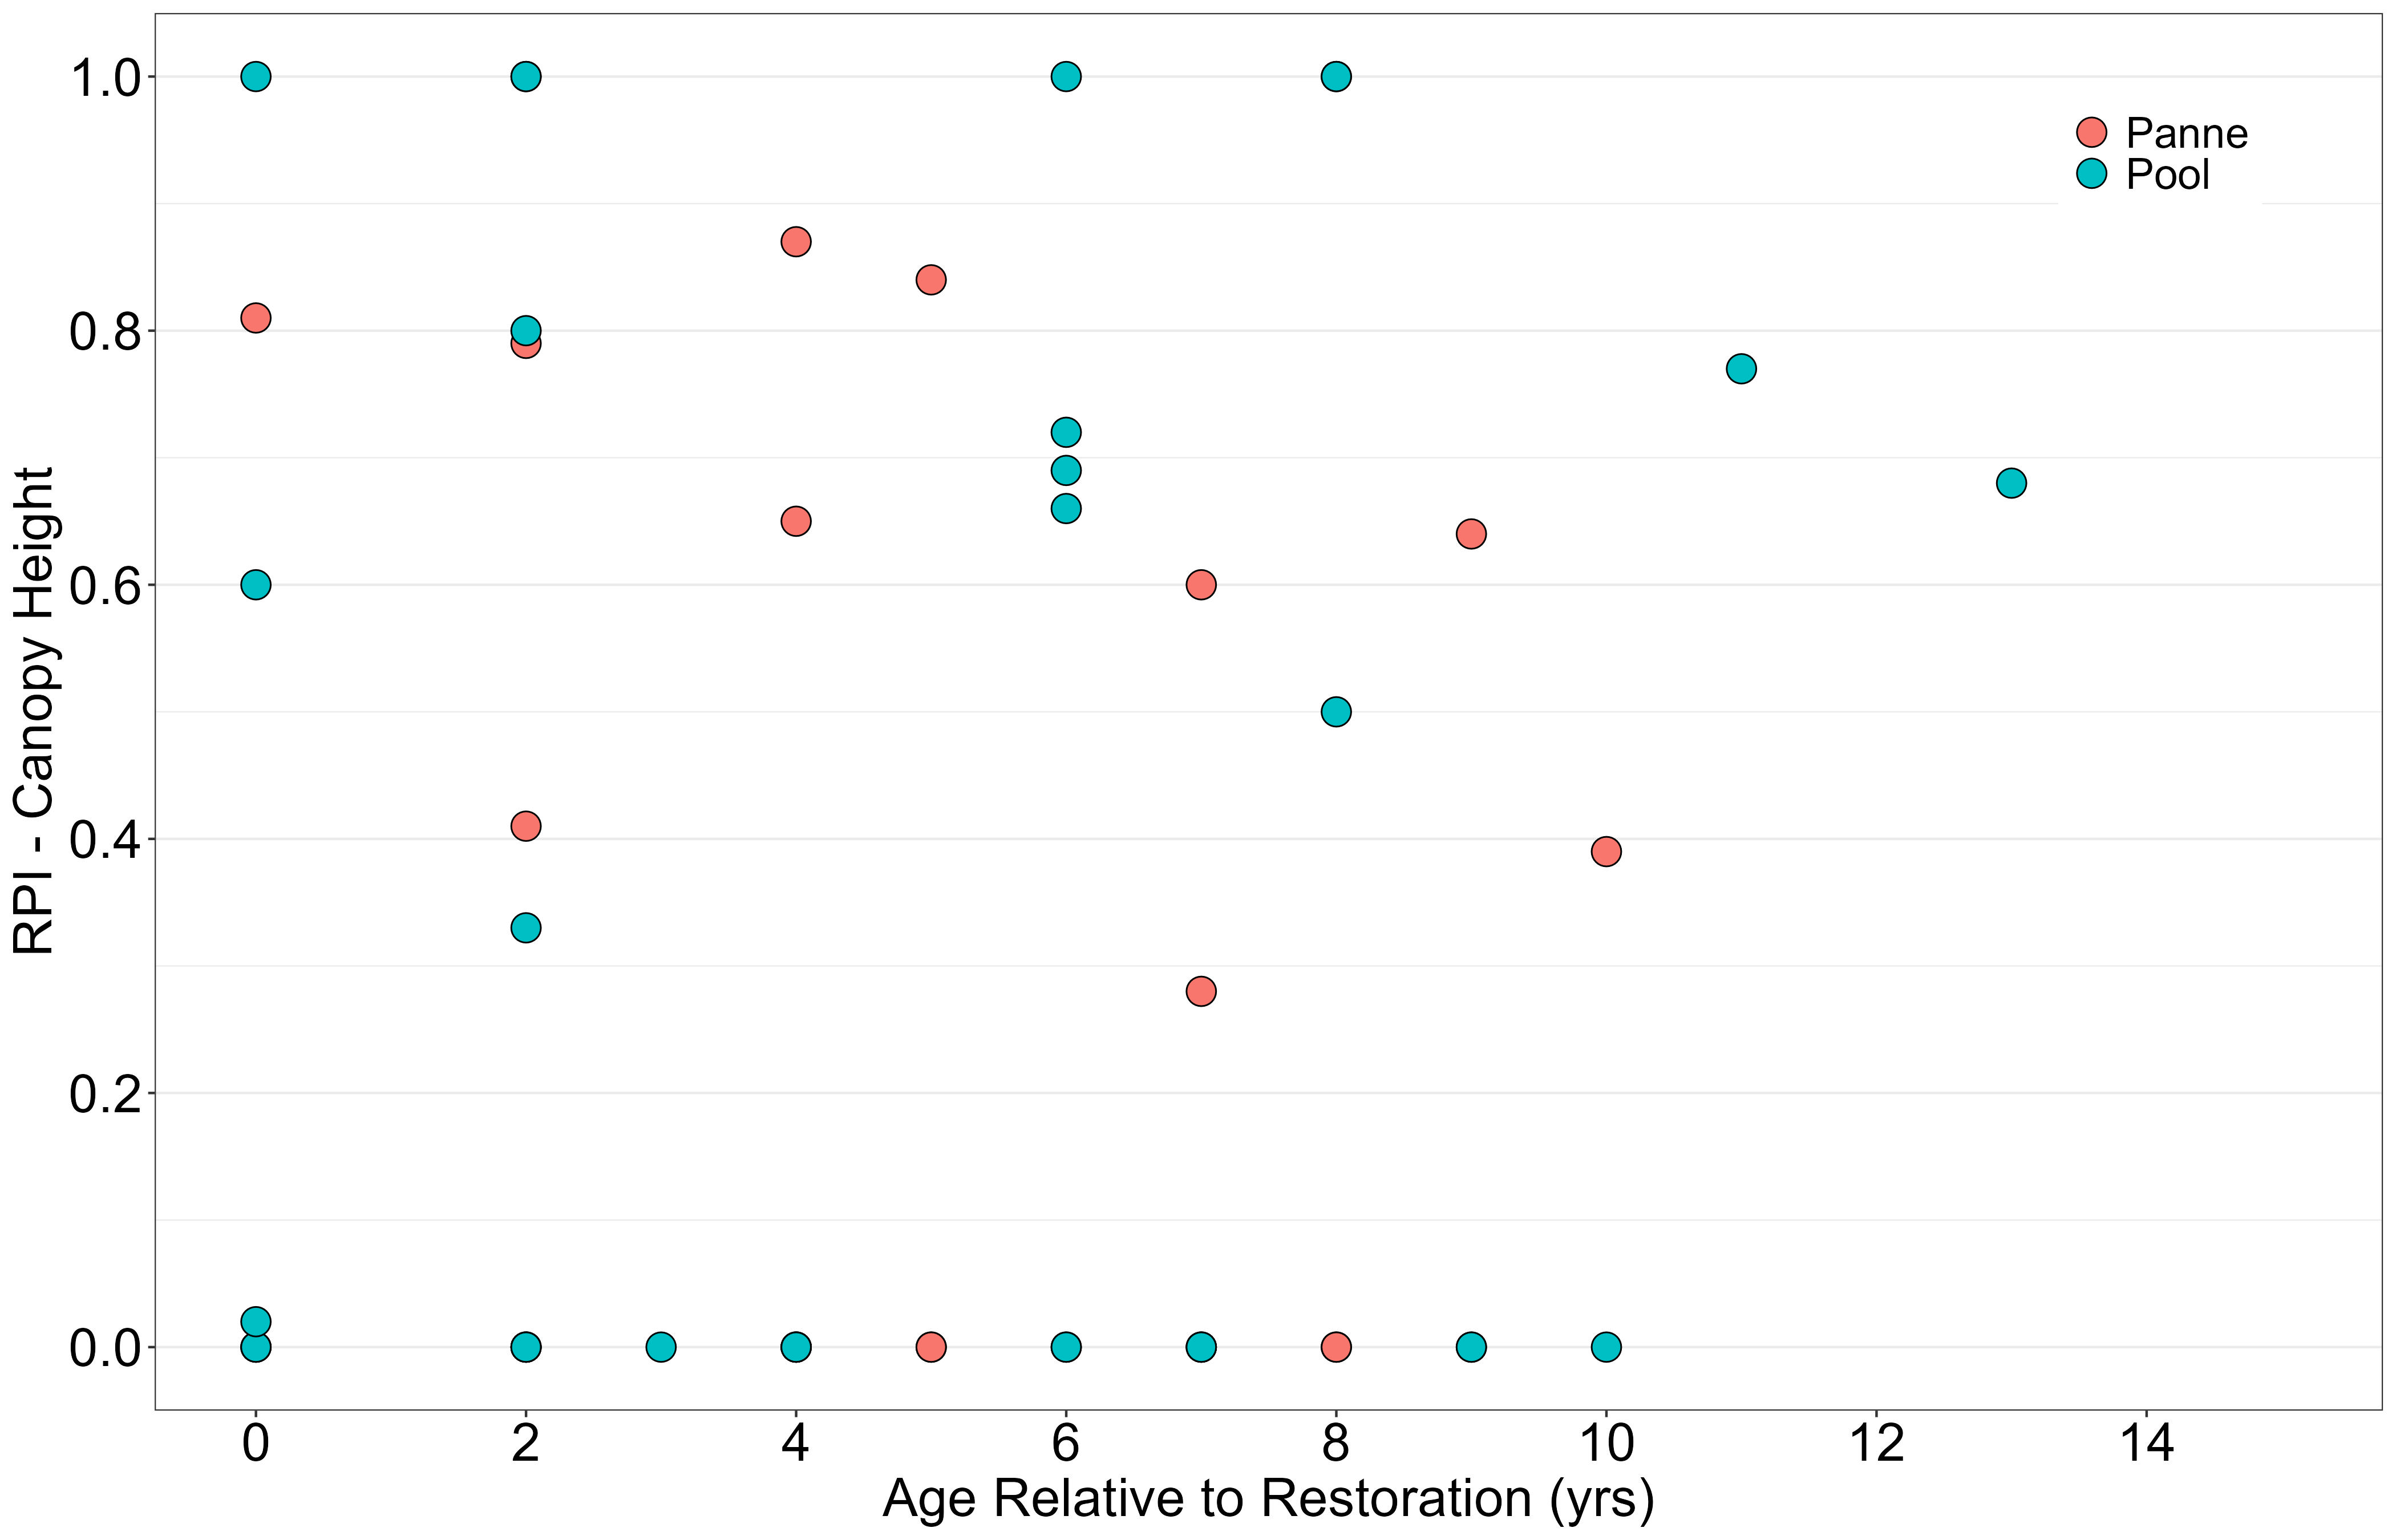 RPI - Canopy Height
1.0
0.8
0.6
0.4
0.2
0.0
Panne
Pool
0 2 4 6 8 10 12 14
Age Relative to Restoration (yrs)